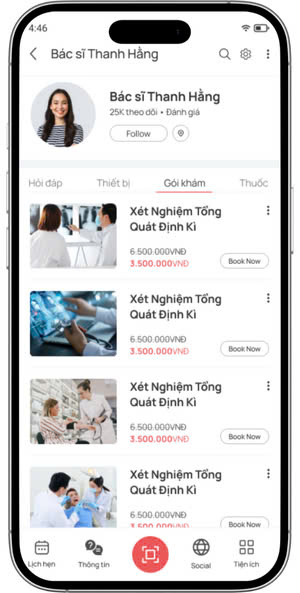 4:46
Bác sĩ Thanh Hằng
Bác sĩ Thanh Hằng
25K theo dõi • Đánh giá
Follow
Hỏi đáp Thiết bị Gói khám Thuốc
Xét Nghiệm Tổng
Quát Định Kì
6.500.000VNĐ
3.500.000VNĐ
Book Now
Xét Nghiệm Tổng
Quát Định Kì
6.500.000VNĐ
3.500.000VNĐ
Book Now
Xét Nghiệm Tổng
Quát Định Kì
6.500.000VNĐ
3.500.000VNĐ
Book Now
Xét Nghiệm Tổng
Quát Định Kì
6.500.000VNĐ
3.500.000VNĐ
Book Now
Lịch hẹn Thông tin Social Tiện ích